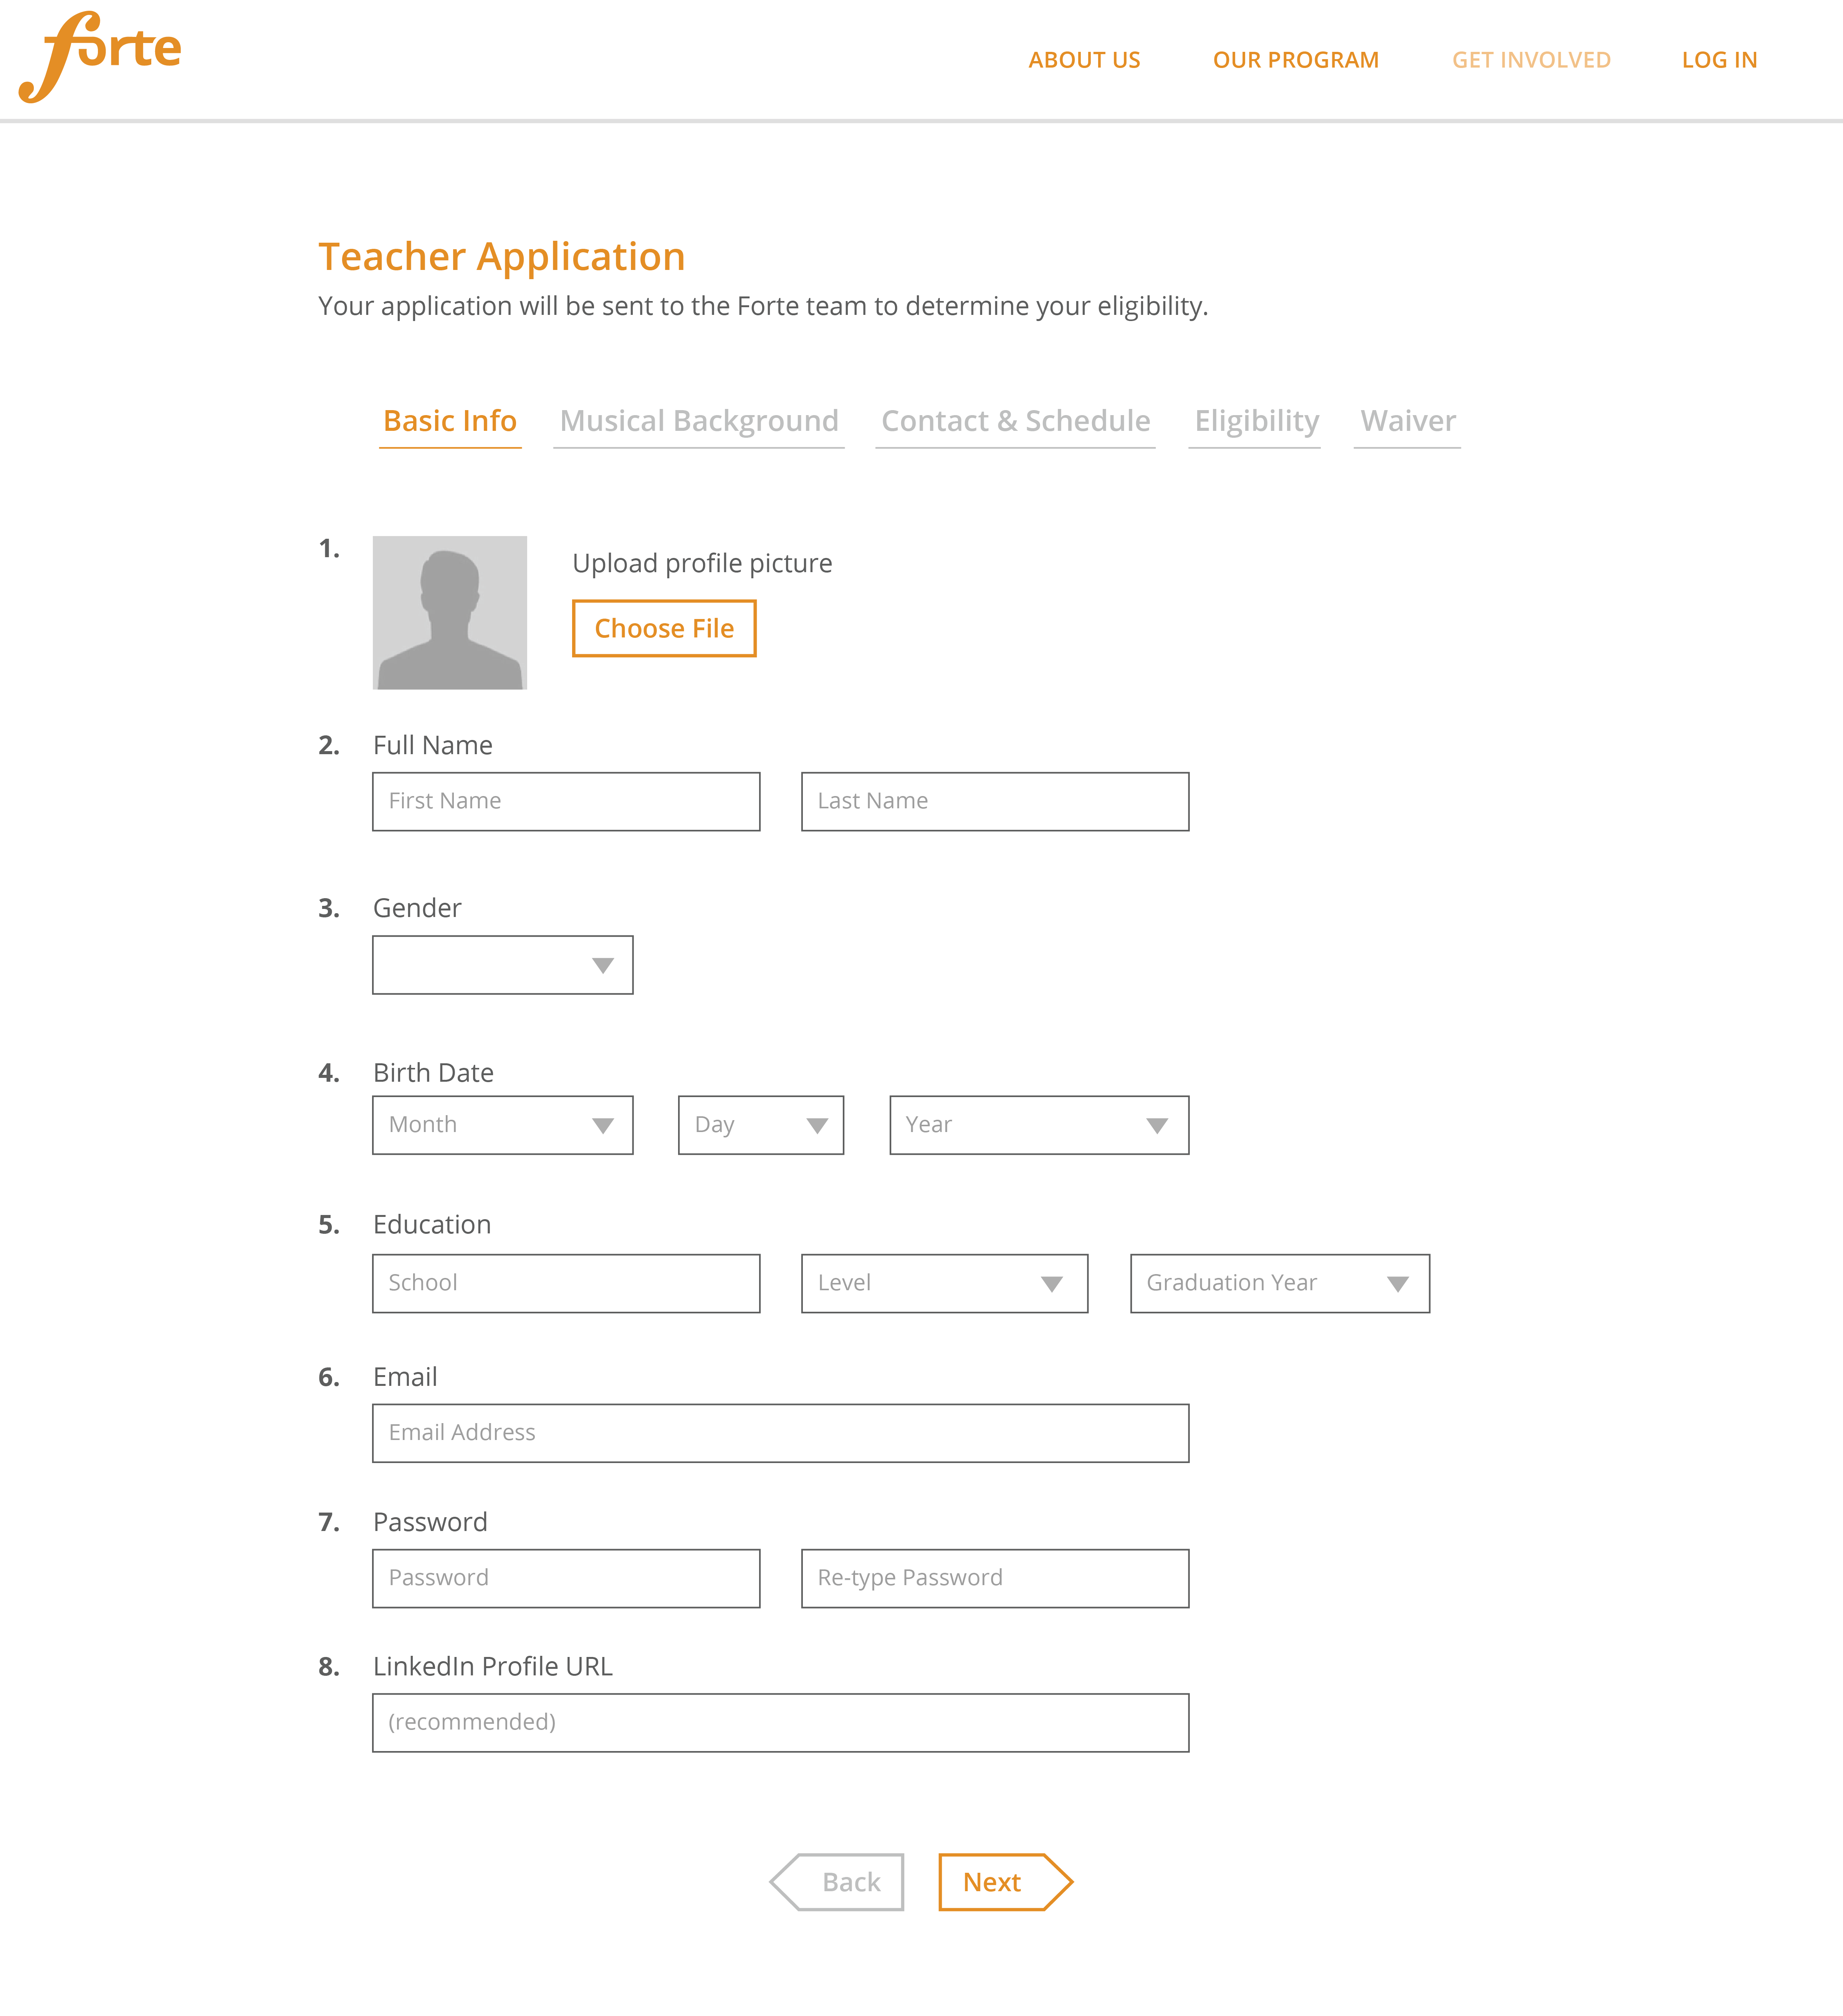 forte
ABOUT US OUR PROGRAM GET INVOLVED LOG IN
Teacher Application
Your application will be sent to the Forte team to determine your eligibility.
Basic Info Musical Background Contact & Schedule Eligibility Waiver
1. Upload profile picture
Choose File
2. Full Name
First Name Last Name
3. Gender
4. Birth Date
Month Day Year
5. Education
School Level Graduation Year
6. Email
Email Address
7. Password
Password Re-type Password
8. LinkedIn Profile URL
(recommended)
Back Next